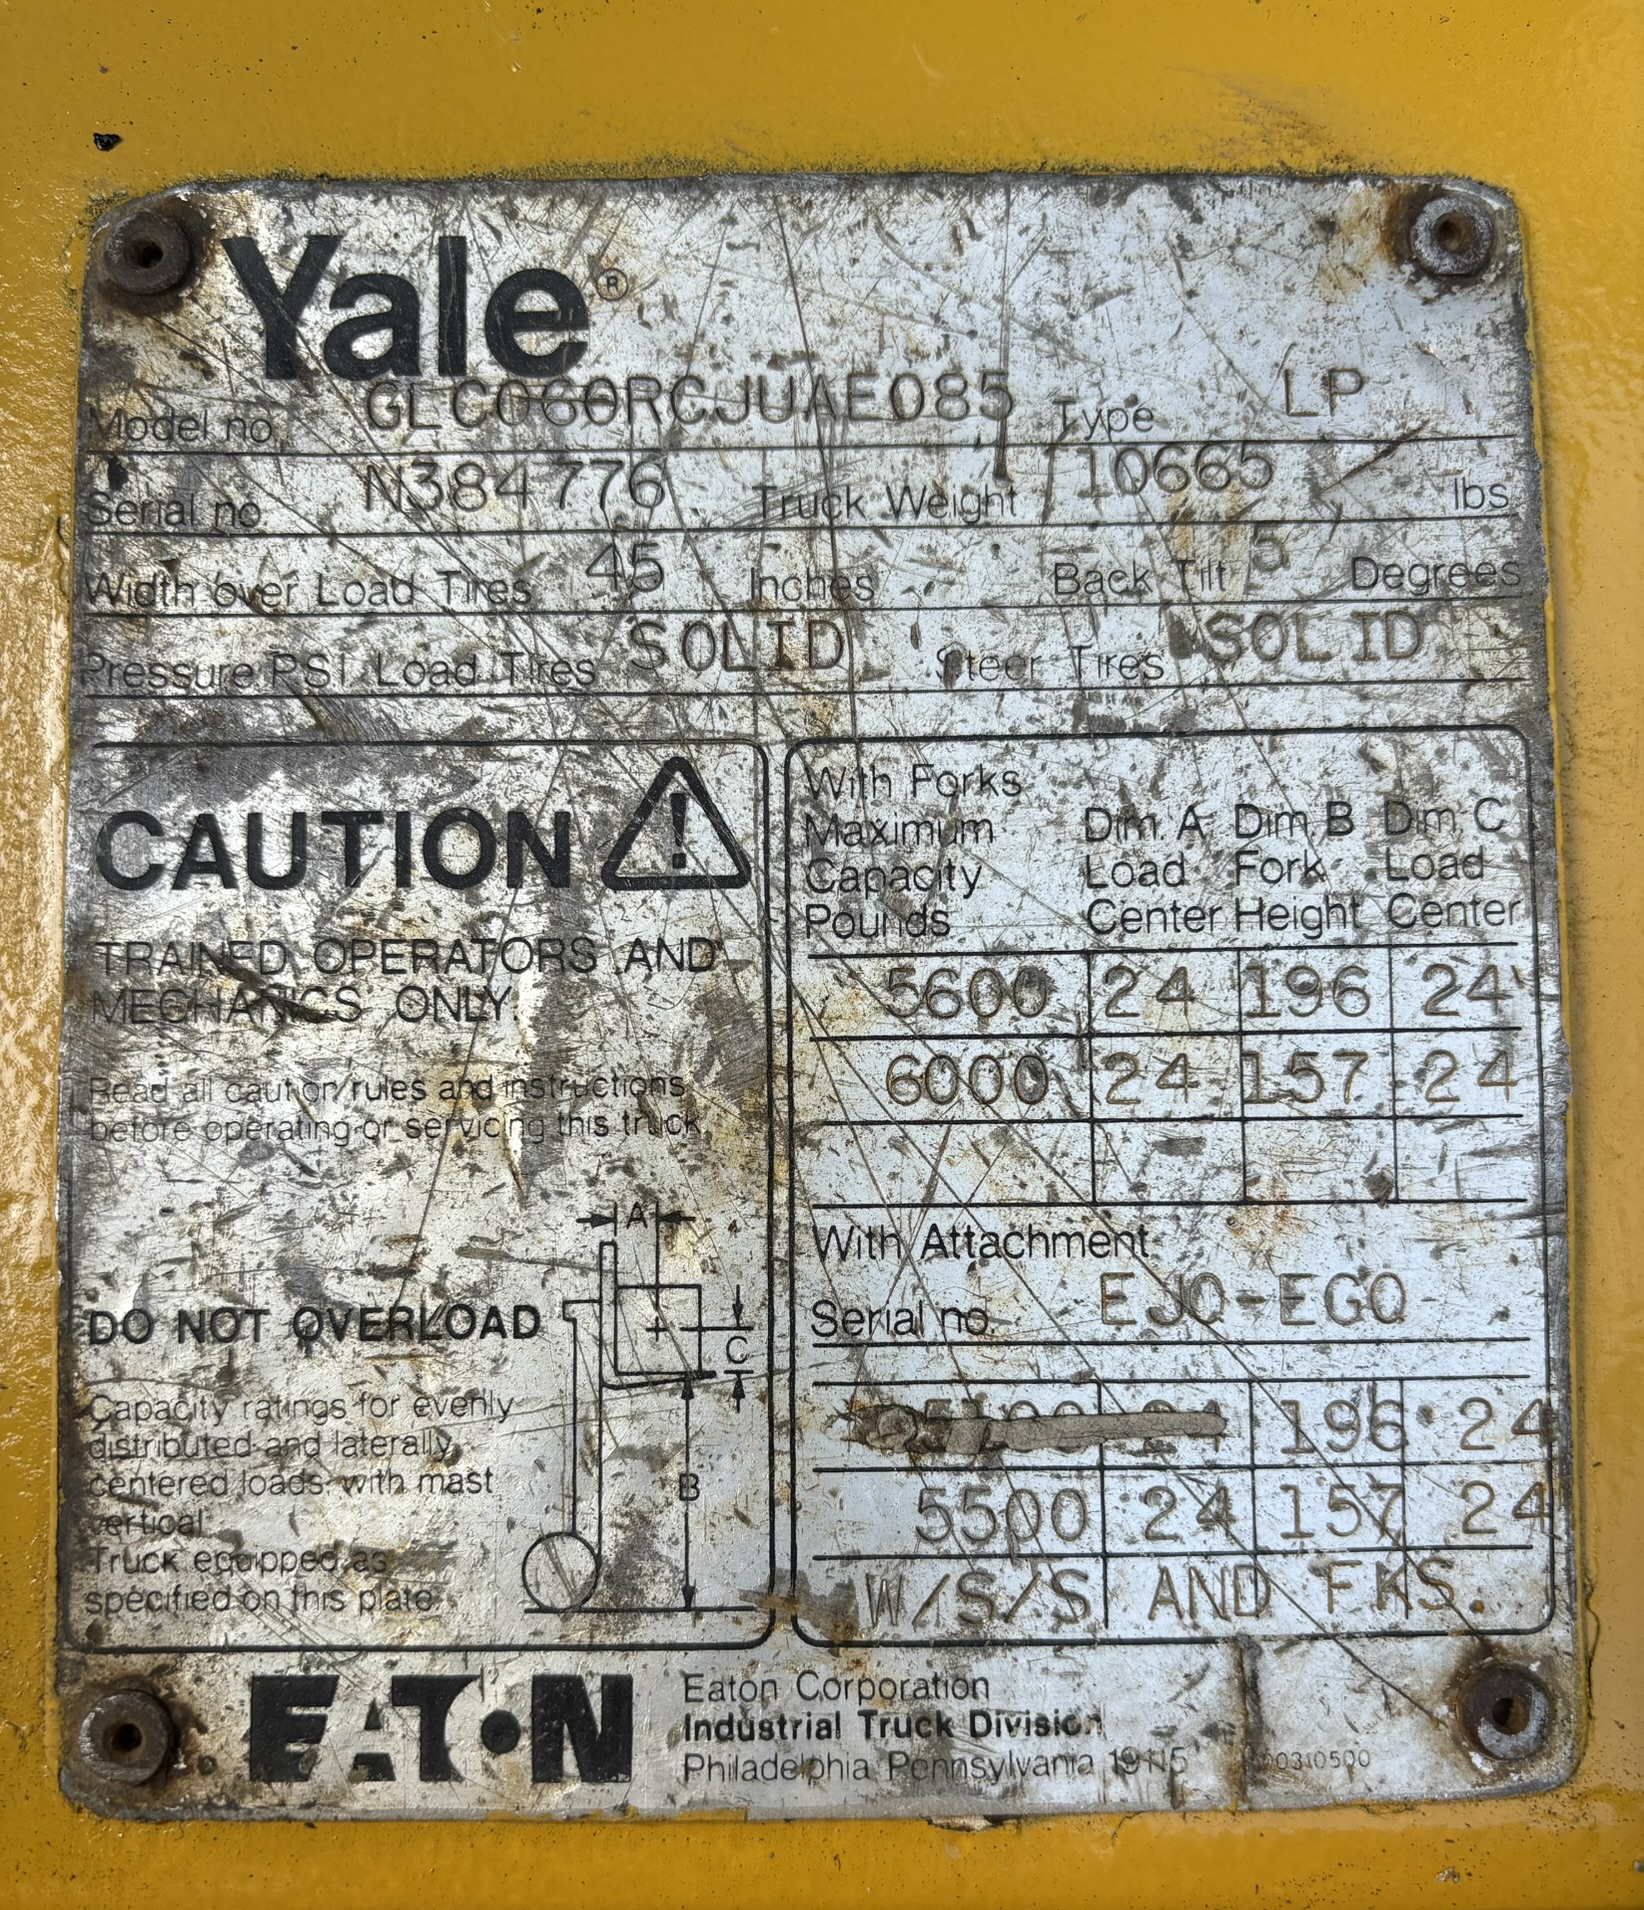 Yale®
Model no. GLC060RCJUAE085 Type LP
Serial no. N384776 Truck Weight 10665 lbs
Width over Load Tires 45 Inches Back Tilt 5 Degrees
Pressure PSI Load Tires SOLID Steer Tires SOLID
CAUTION !
TRAINED OPERATORS AND
MECHANICS ONLY.
Read all caution rules and instructions
before operating or servicing this truck.
DO NOT OVERLOAD
Capacity ratings for evenly
distributed and laterally
centered loads with mast
vertical
Truck equipped as
specified on this plate
A
C
B
With Forks
Maximum Dim. A Dim. B Dim. C
Capacity Load Fork Load
Pounds Center Height Center
5600 24 196 24
6000 24 157 24
With Attachment
Serial no. EJQ-EGQ
24 196 24
5500 24 157 24
W/S/S AND FKS.
EATON
Eaton Corporation
Industrial Truck Division
Philadelphia Pennsylvania 19115